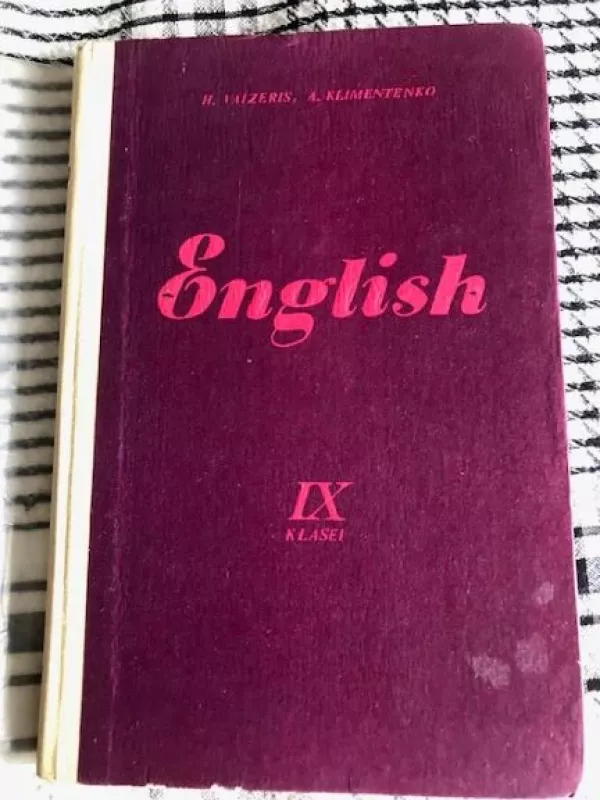 H. VAIZERIS, A. KLIMENTENKO
English
IX
KLASEI